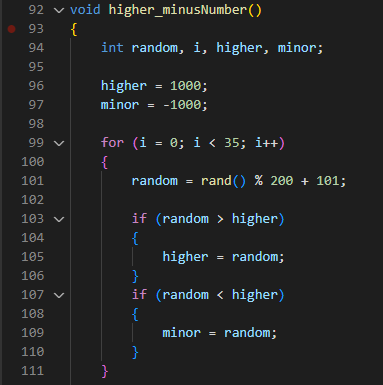 92 void higher_minusNumber()
93 {
94     int random, i, higher, minor;
95
96     higher = 1000;
97     minor = -1000;
98
99     for (i = 0; i < 35; i++)
100     {
101         random = rand() % 200 + 101;
102
103         if (random > higher)
104         {
105             higher = random;
106         }
107         if (random < higher)
108         {
109             minor = random;
110         }
111     }